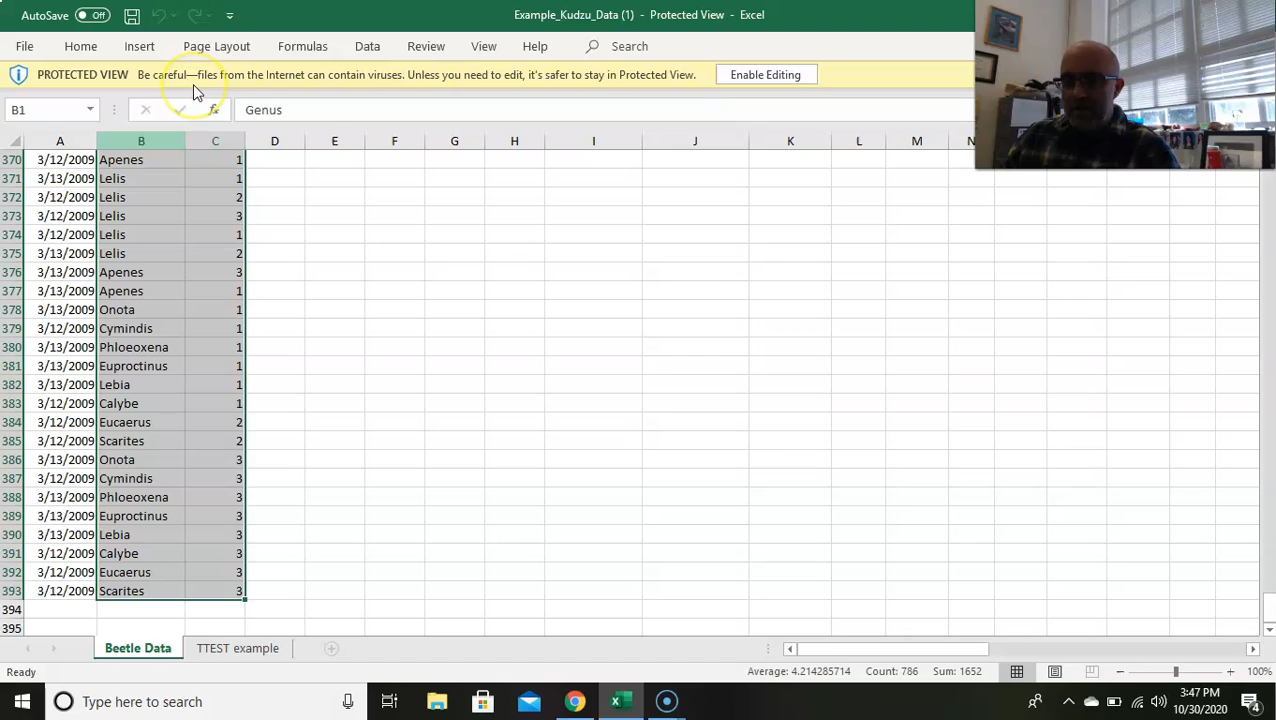 AutoSave Off Example_Kudzu_Data (1) - Protected View - Excel
File Home Insert Page Layout Formulas Data Review View Help Search
PROTECTED VIEW Be careful—files from the Internet can contain viruses. Unless you need to edit, it's safer to stay in Protected View. Enable Editing
B1 fx Genus
A B C D E F G H I J K L M N
370 3/12/2009 Apenes 1
371 3/13/2009 Lelis 1
372 3/12/2009 Lelis 2
373 3/12/2009 Lelis 3
374 3/12/2009 Lelis 1
375 3/13/2009 Lelis 2
376 3/13/2009 Apenes 3
377 3/13/2009 Apenes 1
378 3/13/2009 Onota 1
379 3/12/2009 Cymindis 1
380 3/13/2009 Phloeoxena 1
381 3/13/2009 Euproctinus 1
382 3/13/2009 Lebia 1
383 3/12/2009 Calybe 1
384 3/12/2009 Eucaerus 2
385 3/12/2009 Scarites 2
386 3/13/2009 Onota 3
387 3/12/2009 Cymindis 3
388 3/13/2009 Phloeoxena 3
389 3/13/2009 Euproctinus 3
390 3/13/2009 Lebia 3
391 3/12/2009 Calybe 3
392 3/12/2009 Eucaerus 3
393 3/12/2009 Scarites 3
394
395
Beetle Data TTEST example
Ready Average: 4.214285714 Count: 786 Sum: 1652 100%
Type here to search 3:47 PM
10/30/2020 4